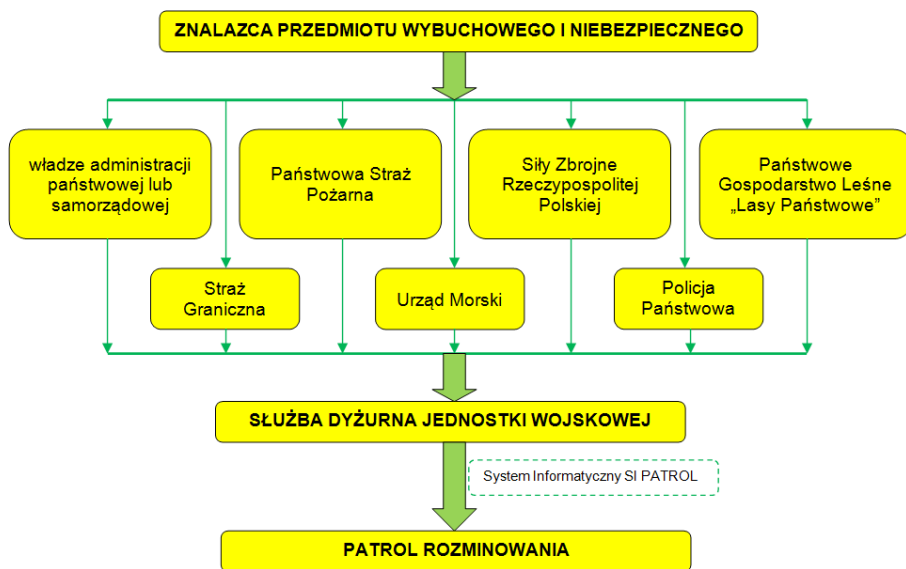 ZNALAZCA PRZEDMIOTU WYBUCHOWEGO I NIEBEZPIECZNEGO
władze administracji
państwowej lub
samorządowej
Państwowa Straż
Pożarna
Siły Zbrojne
Rzeczypospolitej
Polskiej
Państwowe
Gospodarstwo Leśne
„Lasy Państwowe”
Straż
Graniczna
Urząd Morski
Policja
Państwowa
SŁUŻBA DYŻURNA JEDNOSTKI WOJSKOWEJ
System Informatyczny SI PATROL
PATROL ROZMINOWANIA